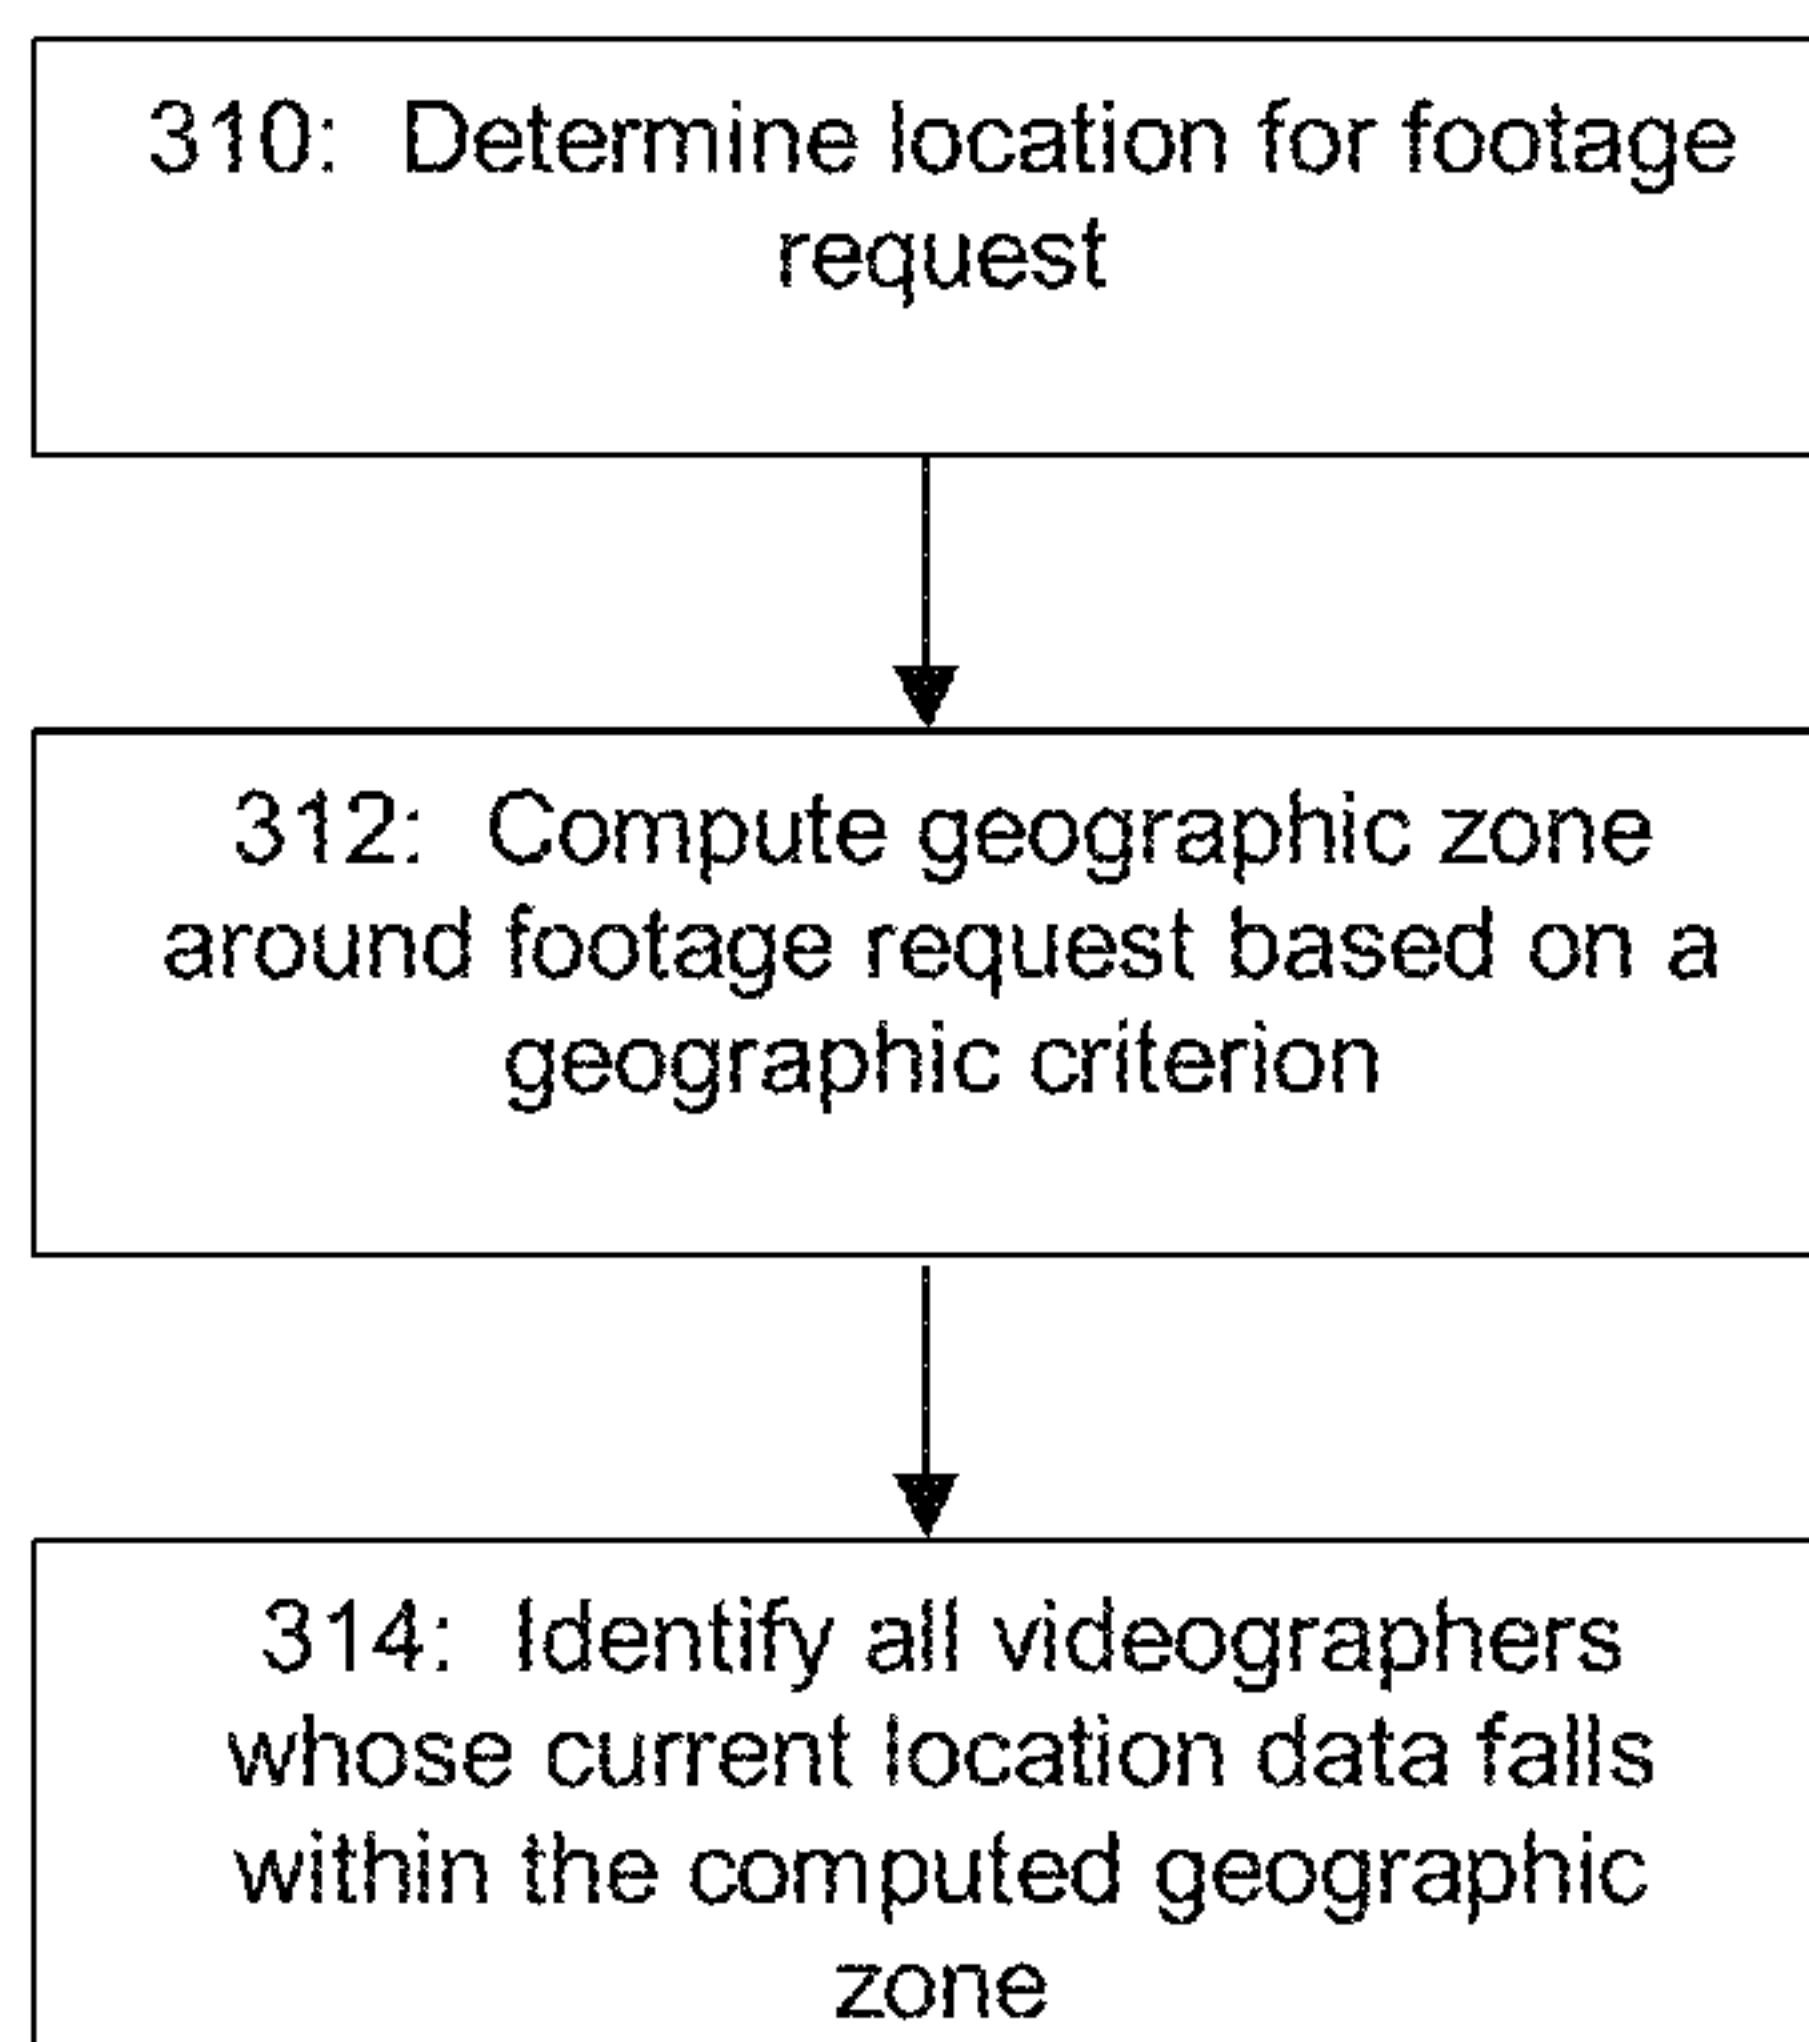 310:  Determine location for footage
request
312:  Compute geographic zone
around footage request based on a
geographic criterion
314:  Identify all videographers
whose current location data falls
within the computed geographic
zone